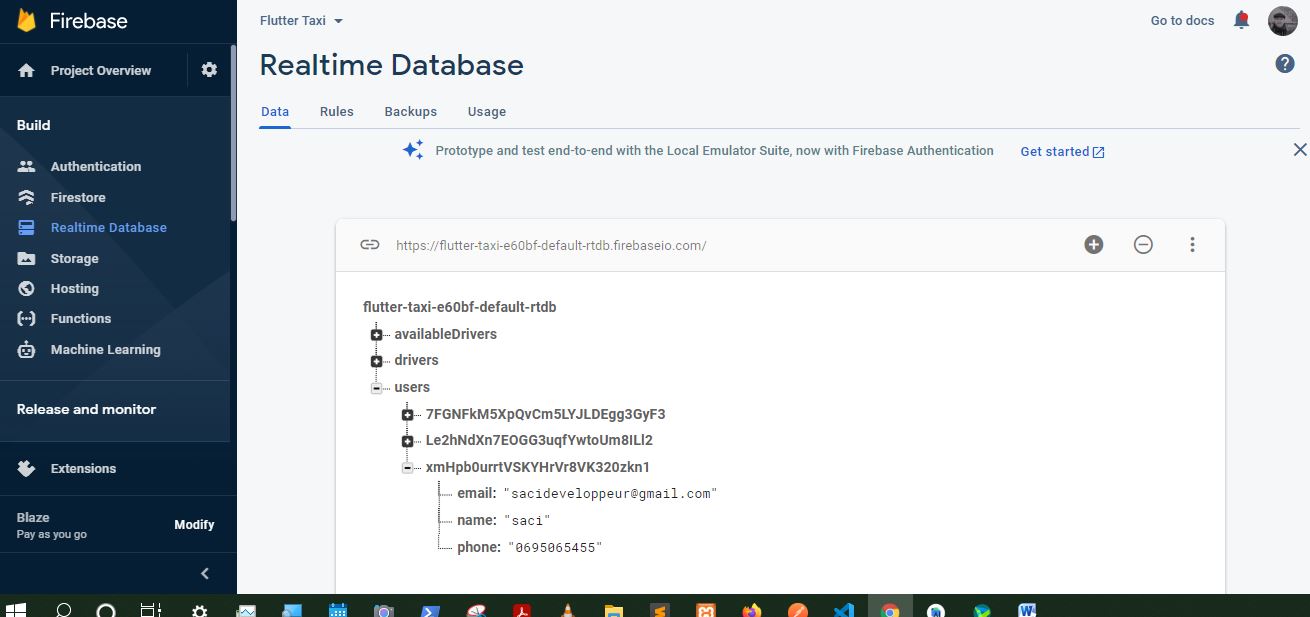 Firebase
Flutter Taxi
Go to docs
Project Overview
Realtime Database
Data Rules Backups Usage
Build
Prototype and test end-to-end with the Local Emulator Suite, now with Firebase Authentication Get started
Authentication
Firestore
Realtime Database
Storage
Hosting
Functions
Machine Learning
Release and monitor
Extensions
Blaze
Pay as you go
Modify
https://flutter-taxi-e60bf-default-rtdb.firebaseio.com/
flutter-taxi-e60bf-default-rtdb
availableDrivers
drivers
users
7FGNFkM5XpQvCm5LYJLDEgg3GyF3
Le2hNdXn7EOGG3uqfYwtoUm8ILl2
xmHpb0urrtVSKYHrVr8VK320zkn1
email: "sacideveloppeur@gmail.com"
name: "saci"
phone: "0695065455"